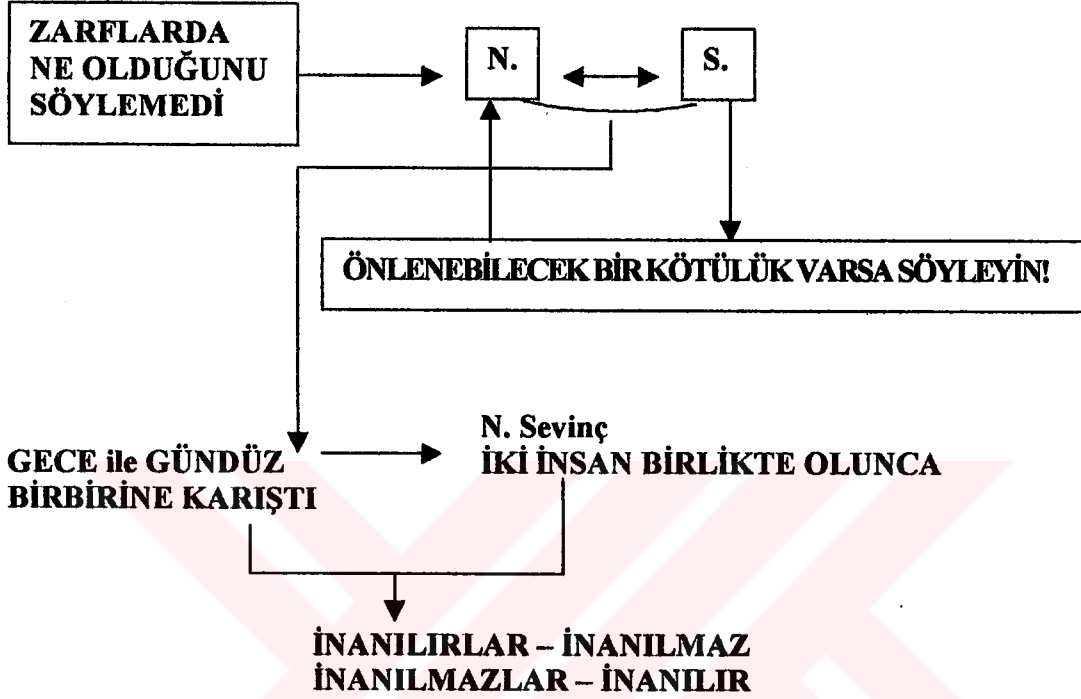 ZARFLARDA
NE OLDUĞUNU
SÖYLEMEDİ
N.
S.
ÖNLENEBİLECEK BİR KÖTÜLÜK VARSA SÖYLEYİN!
GECE ile GÜNDÜZ
BİRBİRİNE KARIŞTI
N. Sevinç
İKİ İNSAN BİRLİKTE OLUNCA
İNANILIRLAR – İNANILMAZ
İNANILMAZLAR – İNANILIR